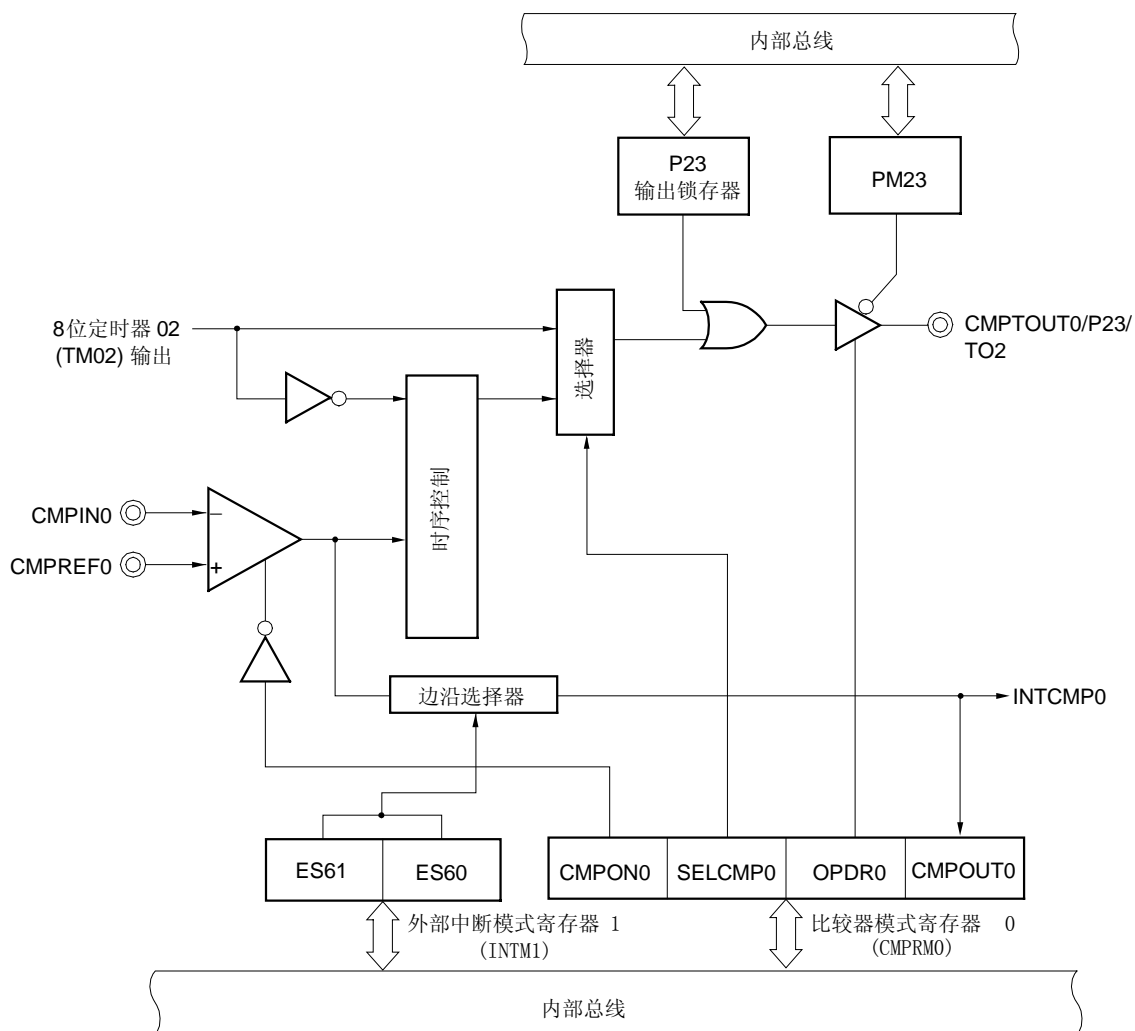 内部总线
P23
输出锁存器
PM23
8位定时器 02
(TM02) 输出
选择器
CMPTOUT0/P23/
TO2
时序控制
CMPIN0
−
CMPREF0
+
边沿选择器
INTCMP0
ES61
ES60
CMPON0
SELCMP0
OPDR0
CMPOUT0
外部中断模式寄存器 1
(INTM1)
比较器模式寄存器 0
(CMPRM0)
内部总线